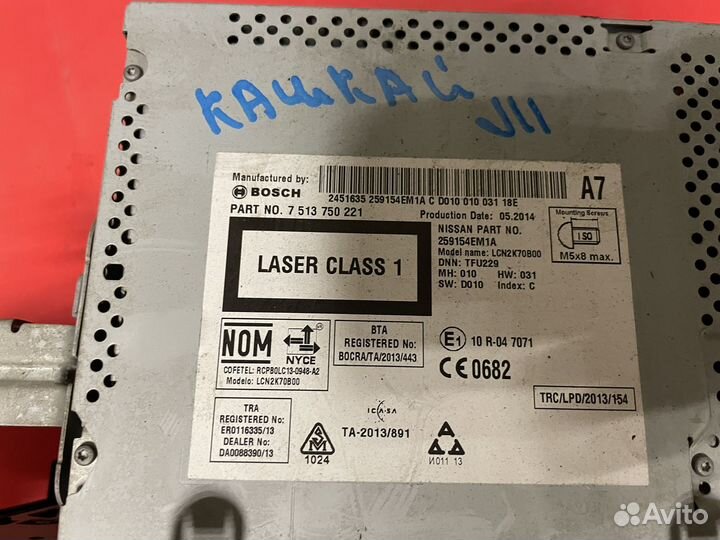 КАШКАЙ
J11
Manufactured by:
BOSCH
2451635 259154EM1A C D010 010 031 18E
A7
PART NO. 7 513 750 221
Production Date: 05.2014
LASER CLASS 1
NISSAN PART NO.
259154EM1A
Model name: LCN2K70B00
DNN: TFU229
MH: 010 HW: 031
SW: D010 Index: C
Mounting Screws
ISO
M5x8 max.
NOM
NYCE
COFETEL: RCPBOLC13-0948-A2
Modelo: LCN2K70B00
BTA
REGISTERED No:
BOCRA/TA/2013/443
E1 10 R-04 7071
CE 0682
TRC/LPD/2013/154
TRA
REGISTERED No:
ER0116335/13
DEALER No:
DA0088390/13
1024
ICASA
TA-2013/891
И011 13
Avito